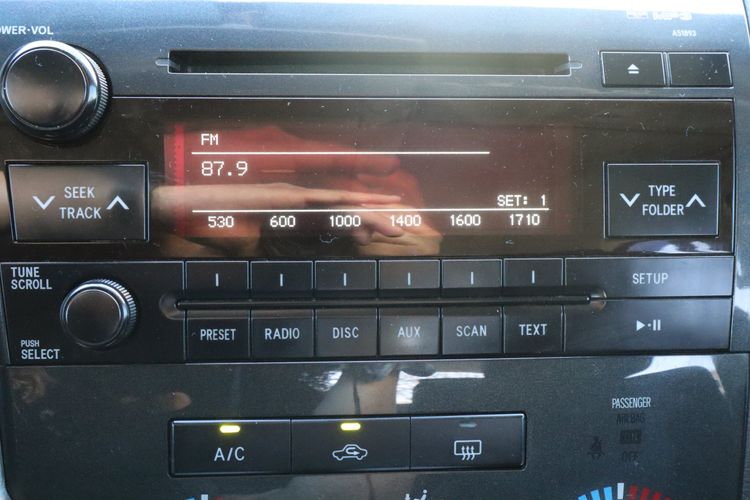 POWER·VOL
MP3
A51893
FM
87.9
SET: 1
530 600 1000 1400 1600 1710
SEEK
TRACK
TYPE
FOLDER
TUNE
SCROLL
PUSH
SELECT
SETUP
PRESET RADIO DISC AUX SCAN TEXT
A/C
PASSENGER
AIRBAG
OFF